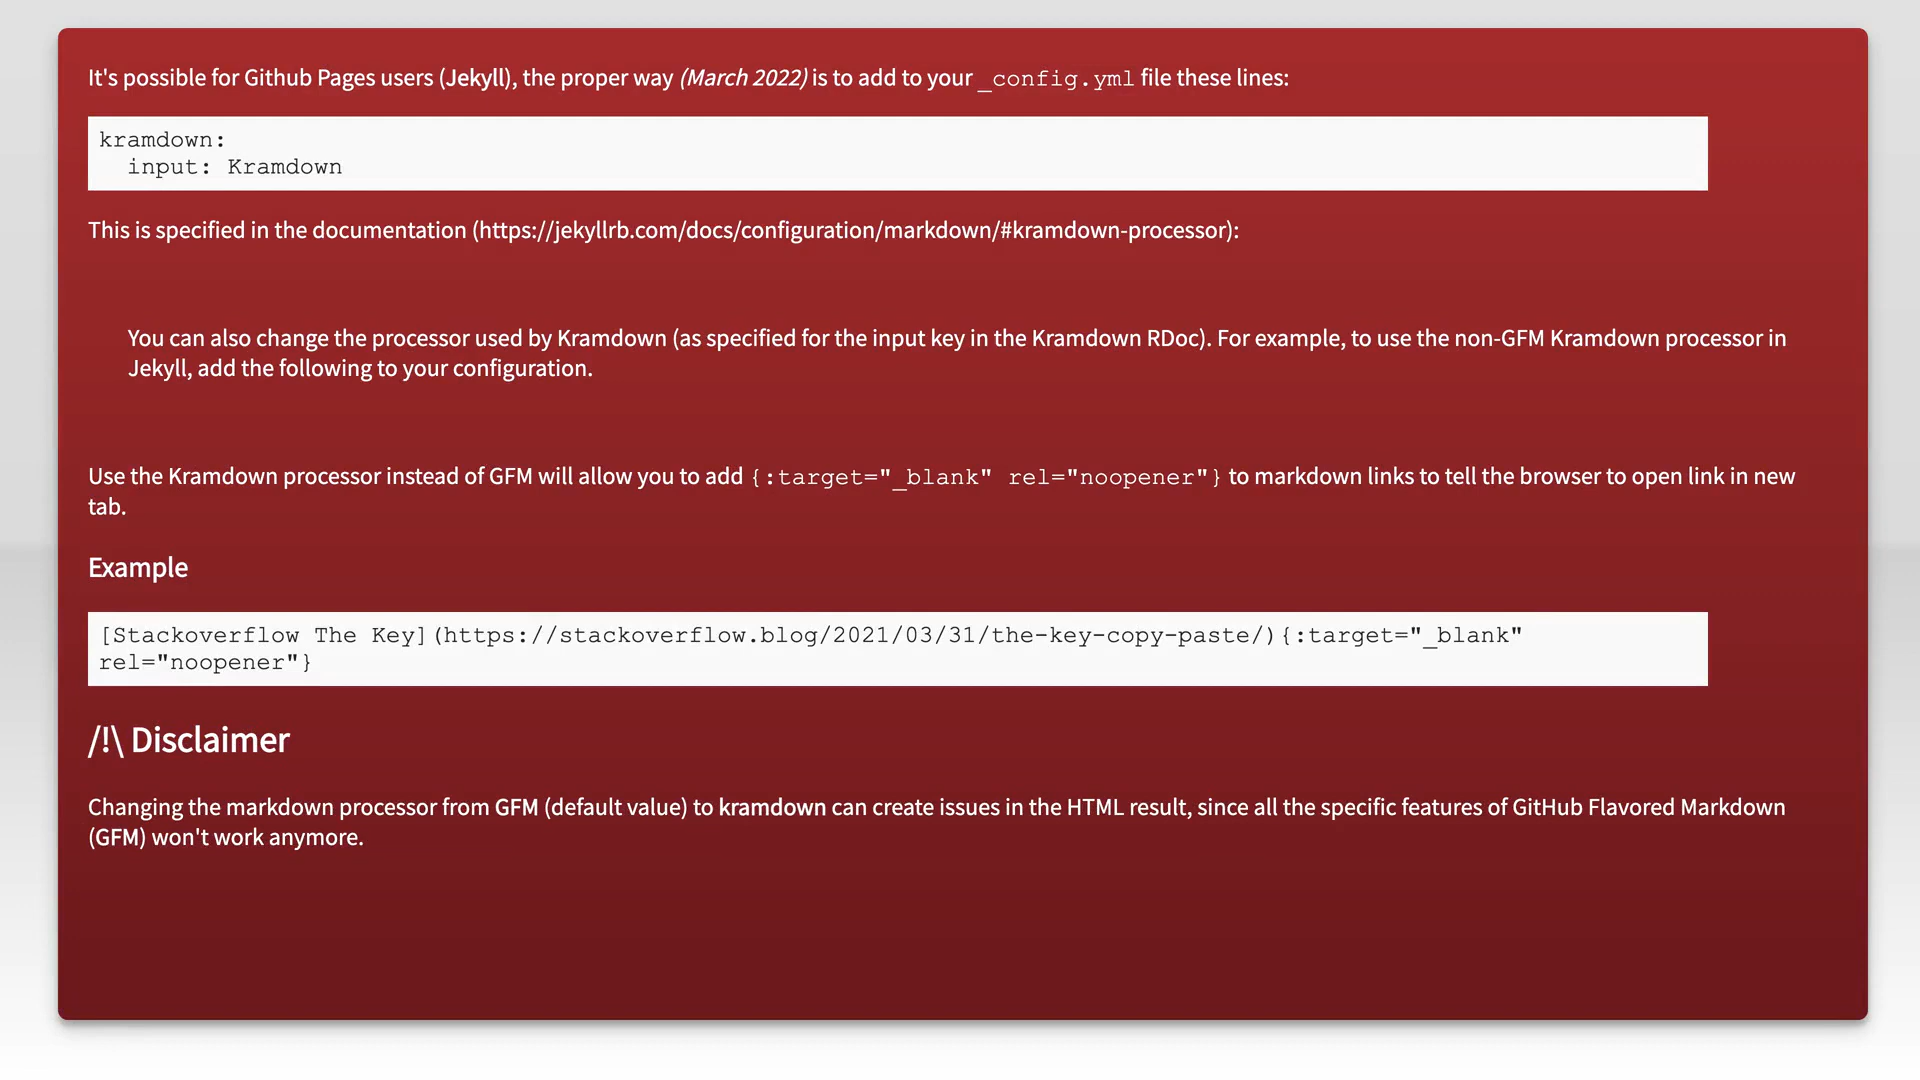 It's possible for Github Pages users (Jekyll), the proper way (March 2022) is to add to your _config.yml file these lines:
kramdown:
  input: Kramdown
This is specified in the documentation (https://jekyllrb.com/docs/configuration/markdown/#kramdown-processor):
You can also change the processor used by Kramdown (as specified for the input key in the Kramdown RDoc). For example, to use the non-GFM Kramdown processor in
Jekyll, add the following to your configuration.
Use the Kramdown processor instead of GFM will allow you to add {:target="_blank" rel="noopener"} to markdown links to tell the browser to open link in new
tab.
Example
[Stackoverflow The Key](https://stackoverflow.blog/2021/03/31/the-key-copy-paste/){:target="_blank"
rel="noopener"}
/!\ Disclaimer
Changing the markdown processor from GFM (default value) to kramdown can create issues in the HTML result, since all the specific features of GitHub Flavored Markdown
(GFM) won't work anymore.